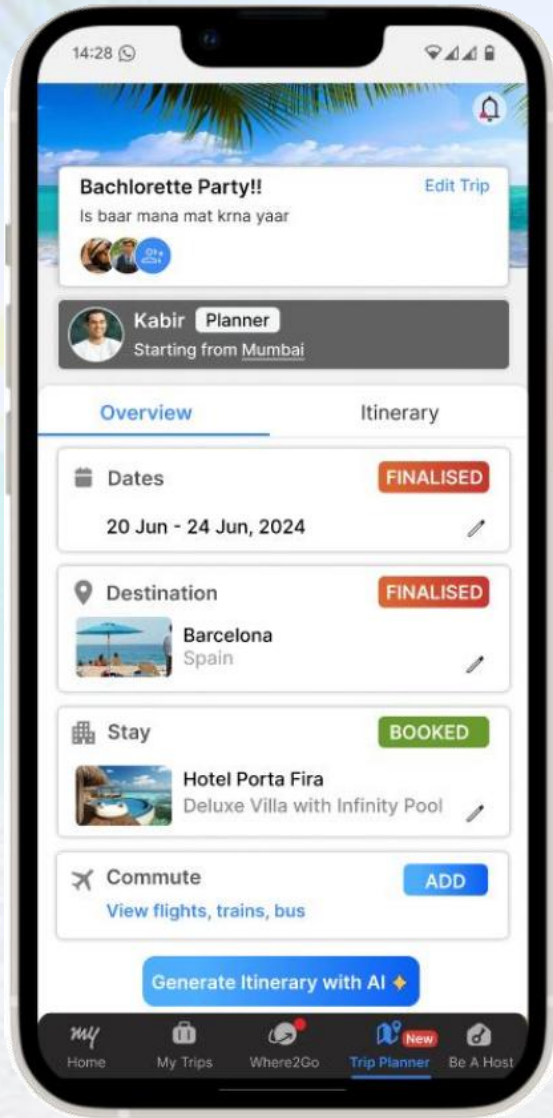 14:28
Bachlorette Party!!
Edit Trip
Is baar mana mat krna yaar
Kabir Planner
Starting from Mumbai
Overview Itinerary
Dates FINALISED
20 Jun - 24 Jun, 2024
Destination FINALISED
Barcelona
Spain
Stay BOOKED
Hotel Porta Fira
Deluxe Villa with Infinity Pool
Commute ADD
View flights, trains, bus
Generate Itinerary with AI
my New
Home My Trips Where2Go Trip Planner Be A Host